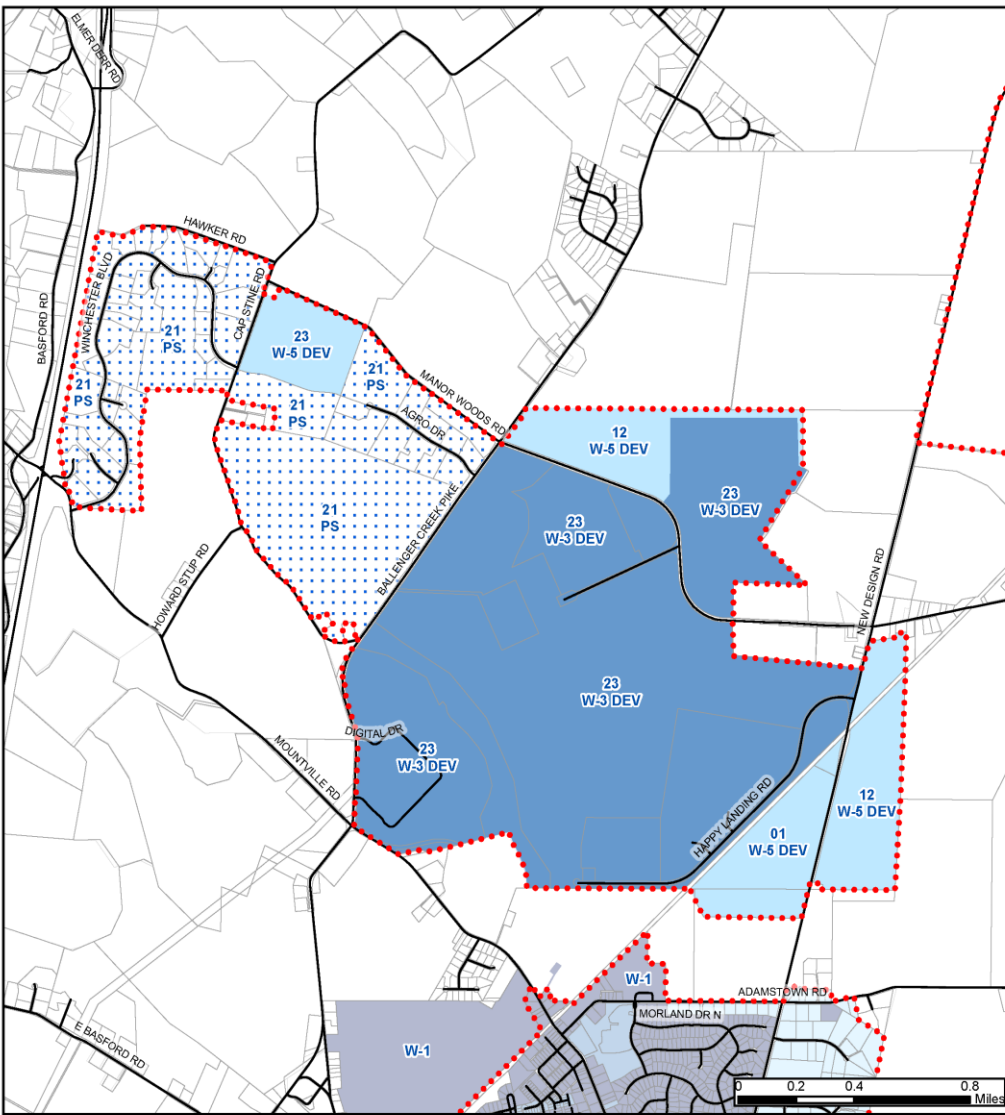 ELMER DERR RD
HAWKER RD
WINCHESTER BLVD
BASFORD RD
CAP STINE RD
21
PS
23
W-5 DEV
21
PS
21
PS
21
PS
MANOR WOODS RD
AGRO DR
12
W-5 DEV
21
PS
BALLENGER CREEK PIKE
23
W-3 DEV
23
W-3 DEV
HOWARD STUP RD
NEW DESIGN RD
23
W-3 DEV
DIGITAL DR
23
W-3 DEV
MOUNTVILLE RD
HAPPY LANDING RD
12
W-5 DEV
01
W-5 DEV
W-1
ADAMSTOWN RD
MORLAND DR N
E BASFORD RD
W-1
0 0.2 0.4 0.8
Miles